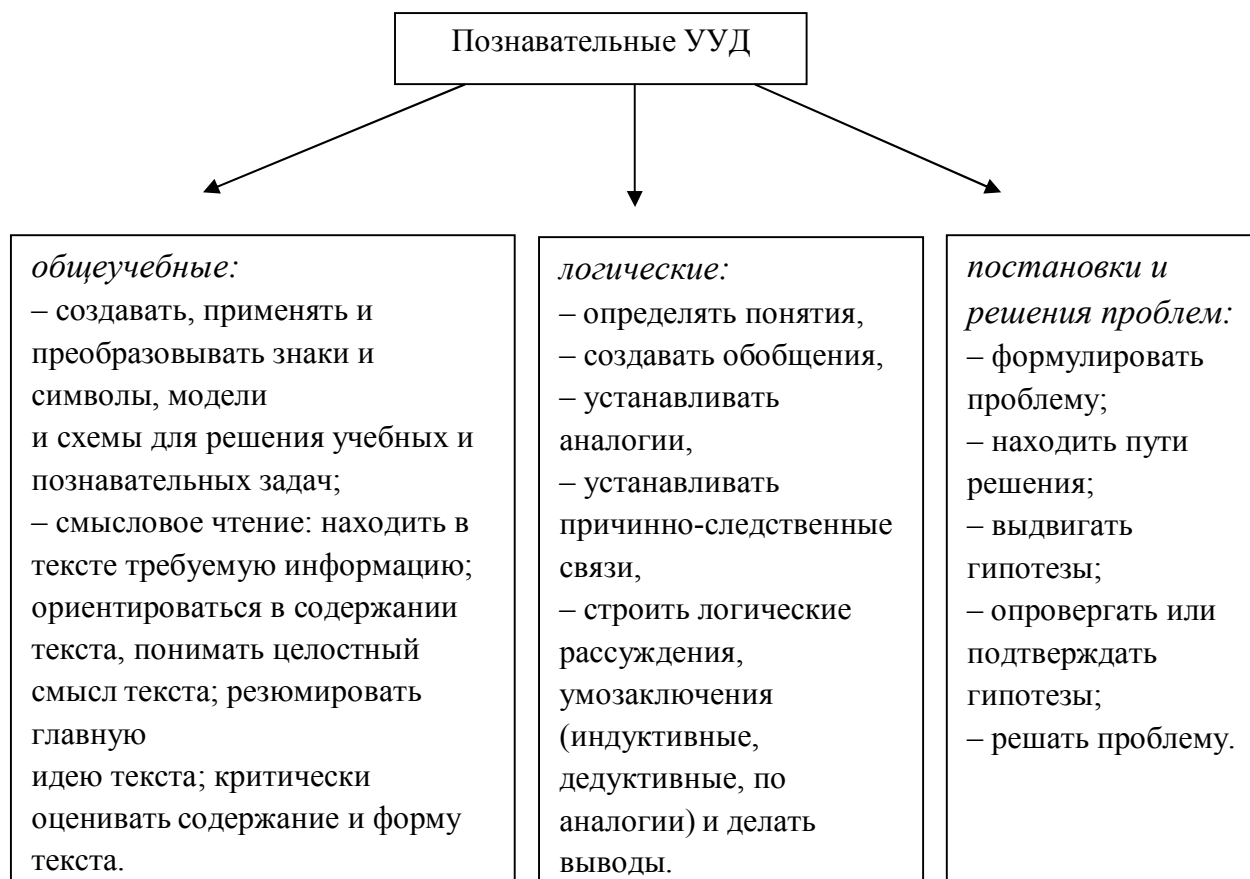 Познавательные УУД
общеучебные:
– создавать, применять и
преобразовывать знаки и
символы, модели
и схемы для решения учебных и
познавательных задач;
– смысловое чтение: находить в
тексте требуемую информацию;
ориентироваться в содержании
текста, понимать целостный
смысл текста; резюмировать
главную
идею текста; критически
оценивать содержание и форму
текста.
логические:
– определять понятия,
– создавать обобщения,
– устанавливать
аналогии,
– устанавливать
причинно-следственные
связи,
– строить логические
рассуждения,
умозаключения
(индуктивные,
дедуктивные, по
аналогии) и делать
выводы.
постановки и
решения проблем:
– формулировать
проблему;
– находить пути
решения;
– выдвигать
гипотезы;
– опровергать или
подтверждать
гипотезы;
– решать проблему.